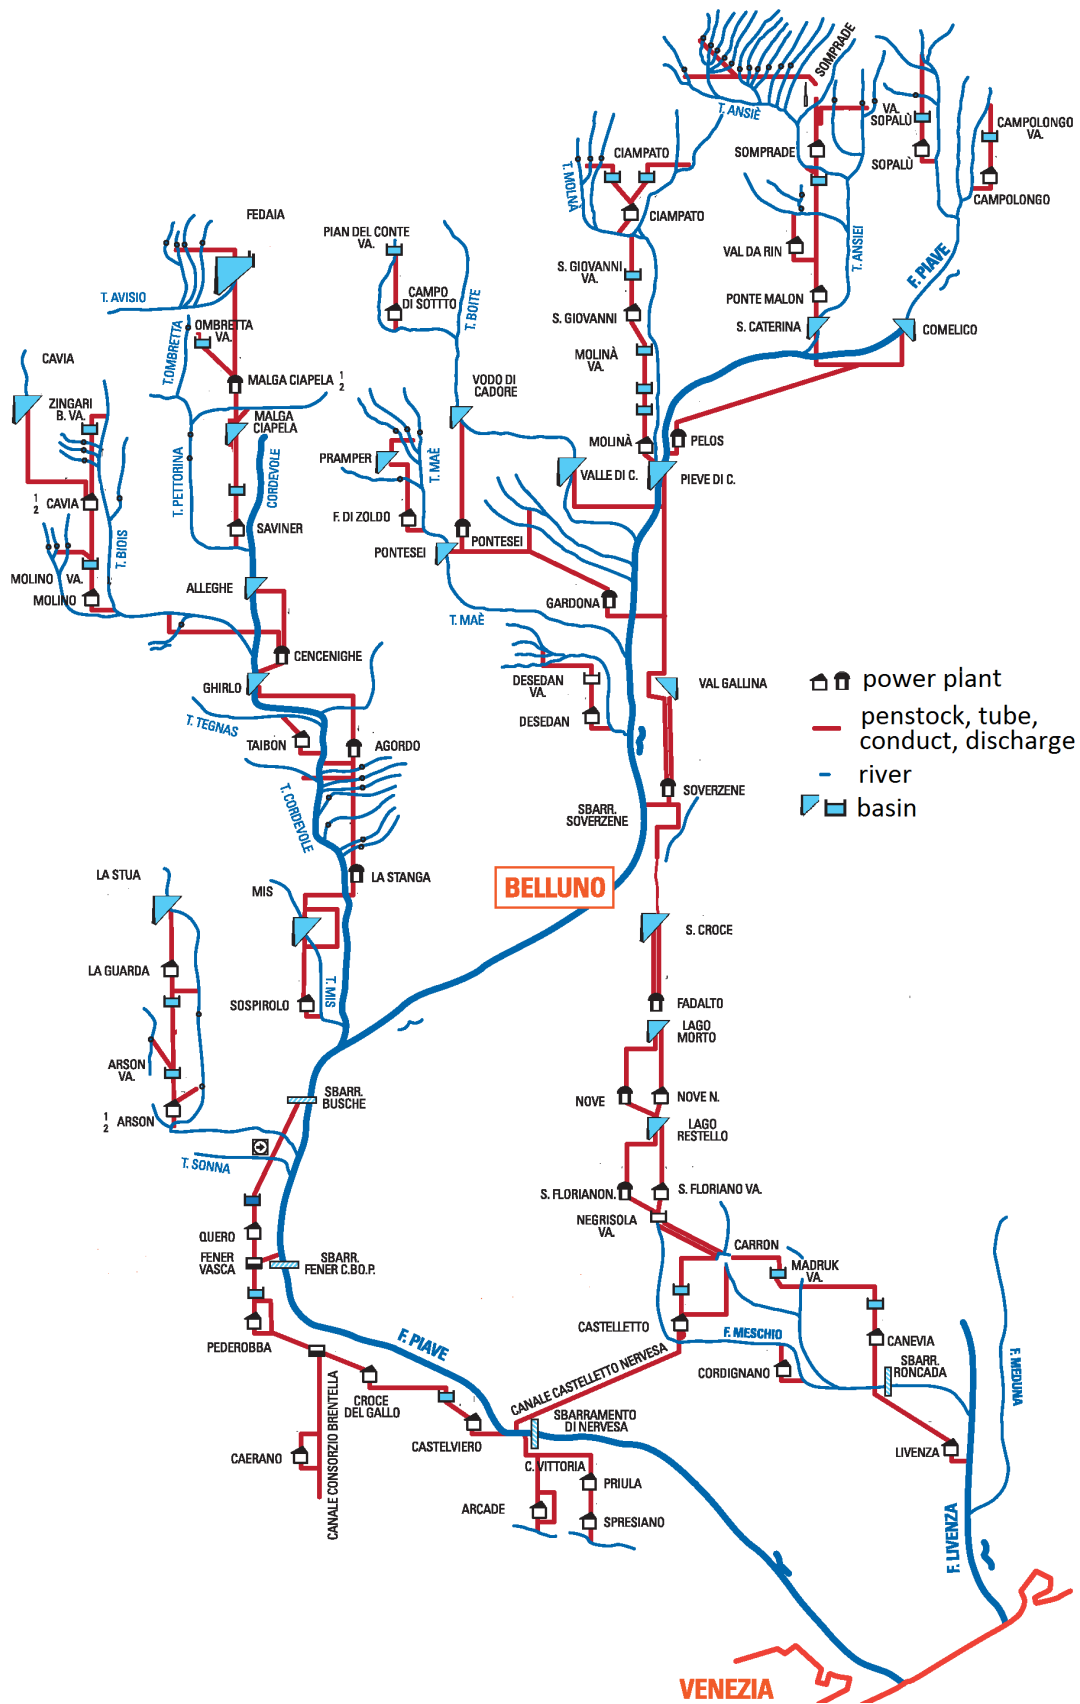 SOMPRADE
T. ANSIÈ
VA.
SOPALÙ
CAMPOLONGO
VA.
SOMPRADE
SOPALÙ
CAMPOLONGO
CIAMPATO
T. MOLNÀ
CIAMPATO
FEDAIA
PIAN DEL CONTE
VA.
VAL DA RIN
T. ANSIEI
F. PIAVE
S. GIOVANNI
VA.
T. AVISIO
CAMPO
DI SOTTTO
T. BOITE
PONTE MALON
S. GIOVANNI
S. CATERINA
COMELICO
OMBRETTA
VA.
T.OMBRETTA
CAVIA
MOLINÀ
VA.
MALGA CIAPELA
1
2
VODO DI
CADORE
ZINGARI
B. VA.
MALGA
CIAPELA
MOLINÀ
PELOS
PRAMPER
T. MAÈ
CORDEVOLE
T. PETTORINA
VALLE DI C.
PIEVE DI C.
1
2
CAVIA
F. DI ZOLDO
SAVINER
PONTESEI
PONTESEI
T. BIOIS
MOLINO VA.
MOLINO
ALLEGHE
GARDONA
T. MAÈ
CENCENIGHE
GHIRLO
DESEDAN
VA.
VAL GALLINA
power plant
T. TEGNAS
DESEDAN
penstock, tube,
conduct, discharge
TAIBON
AGORDO
river
SOVERZENE
T. CORDEVOLE
SBARR.
SOVERZENE
basin
LA STUA
MIS
LA STANGA
BELLUNO
S. CROCE
LA GUARDA
T. MIS
SOSPIROLO
FADALTO
LAGO
MORTO
ARSON
VA.
SBARR.
BUSCHE
NOVE
NOVE N.
1
2
ARSON
LAGO
RESTELLO
T. SONNA
S. FLORIANON.
S. FLORIANO VA.
NEGRISOLA
VA.
QUERO
FENER
VASCA
SBARR.
FENER C.B.O.P.
CARRON
MADRUK
VA.
CASTELLETTO
F. MESCHIO
CANEVIA
PEDEROBBA
F. PIAVE
CORDIGNANO
SBARR.
RONCADA
F. MEDUNA
CANALE CASTELLETTO NERVESA
CROCE
DEL GALLO
CANALE CONSORZIO BRENTELLA
SBARRAMENTO
DI NERVESA
CASTELVIERO
CAERANO
LIVENZA
C. VITTORIA
PRIULA
ARCADE
SPRESIANO
F. LIVENZA
VENEZIA